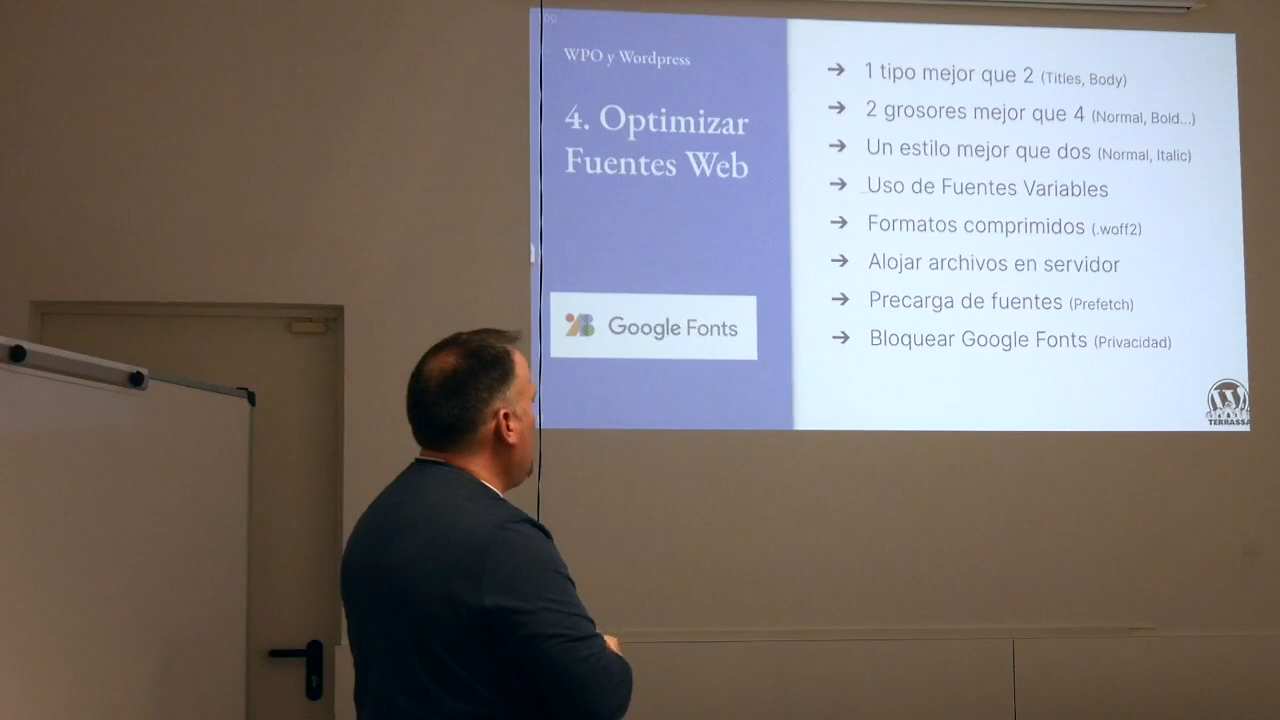 WPO y Wordpress
4. Optimizar
Fuentes Web
Google Fonts
➔ 1 tipo mejor que 2 (Titles, Body)
➔ 2 grosores mejor que 4 (Normal, Bold...)
➔ Un estilo mejor que dos (Normal, Italic)
➔ Uso de Fuentes Variables
➔ Formatos comprimidos (.woff2)
➔ Alojar archivos en servidor
➔ Precarga de fuentes (Prefetch)
➔ Bloquear Google Fonts (Privacidad)
TERRASSA